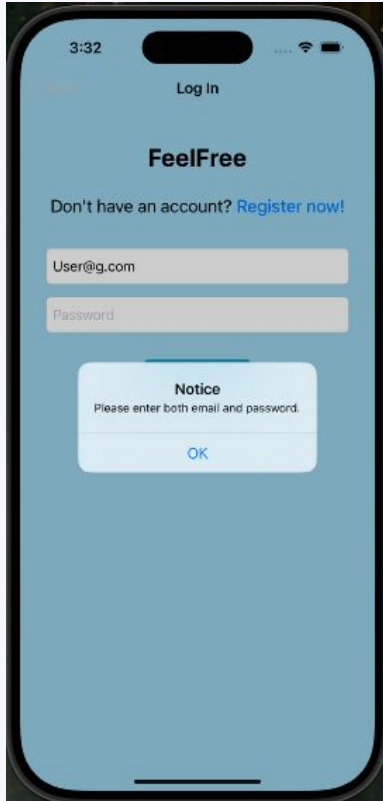 3:32
Log In
FeelFree
Don't have an account? Register now!
User@g.com
Password
Notice
Please enter both email and password.
OK